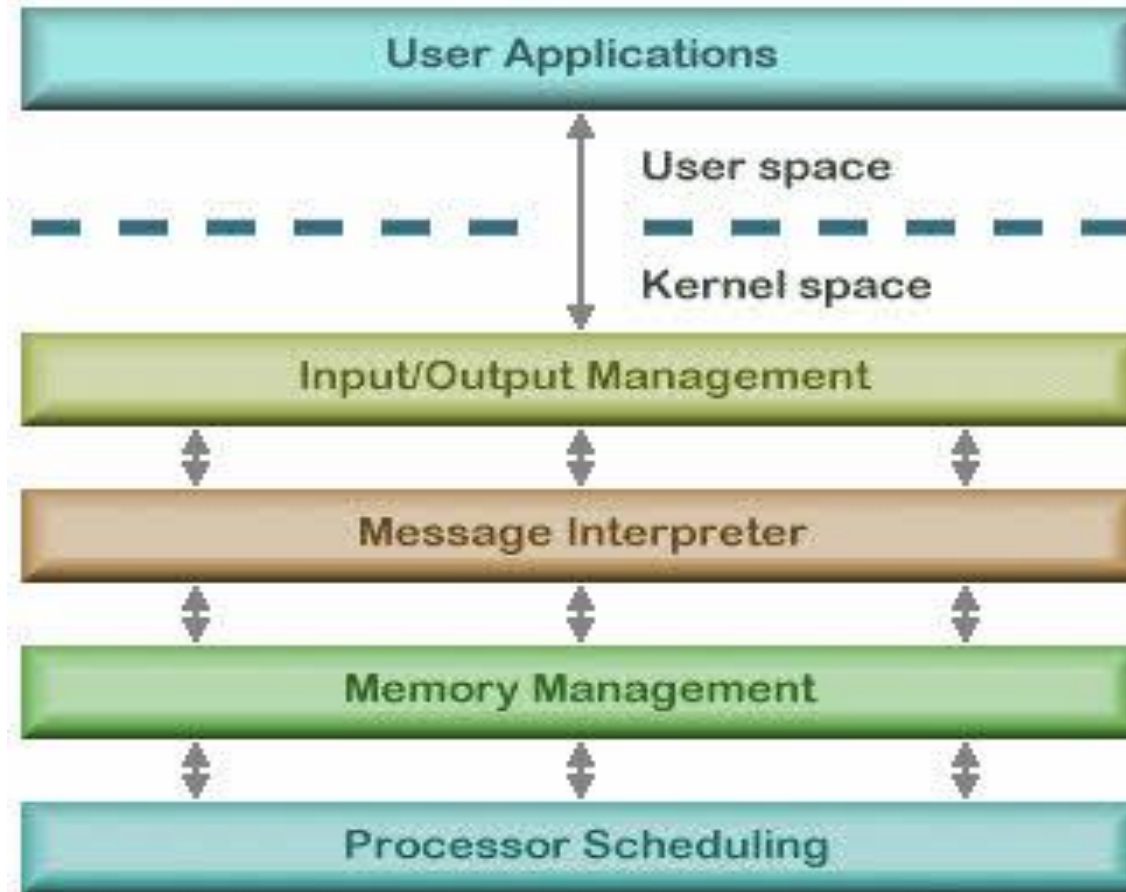 User Applications
User space
Kernel space
Input/Output Management
Message Interpreter
Memory Management
Processor Scheduling